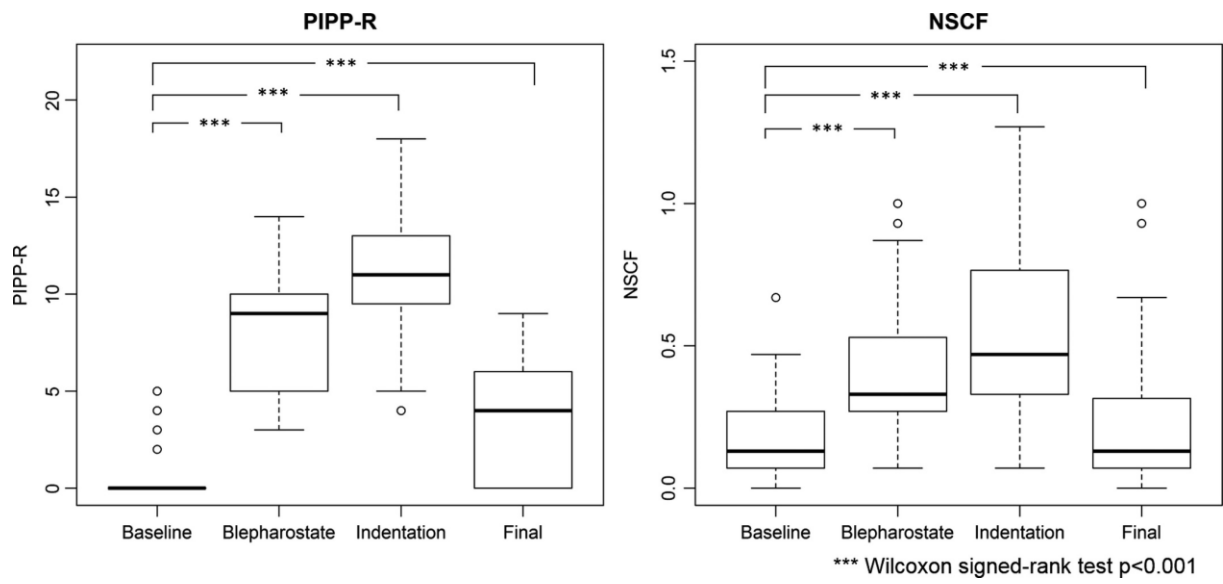 PIPP-R
***
***
***
PIPP-R
20
15
10
5
0
Baseline Blepharostate Indentation Final
NSCF
***
***
***
NSCF
1.5
1.0
0.5
0.0
Baseline Blepharostate Indentation Final
*** Wilcoxon signed-rank test p<0.001